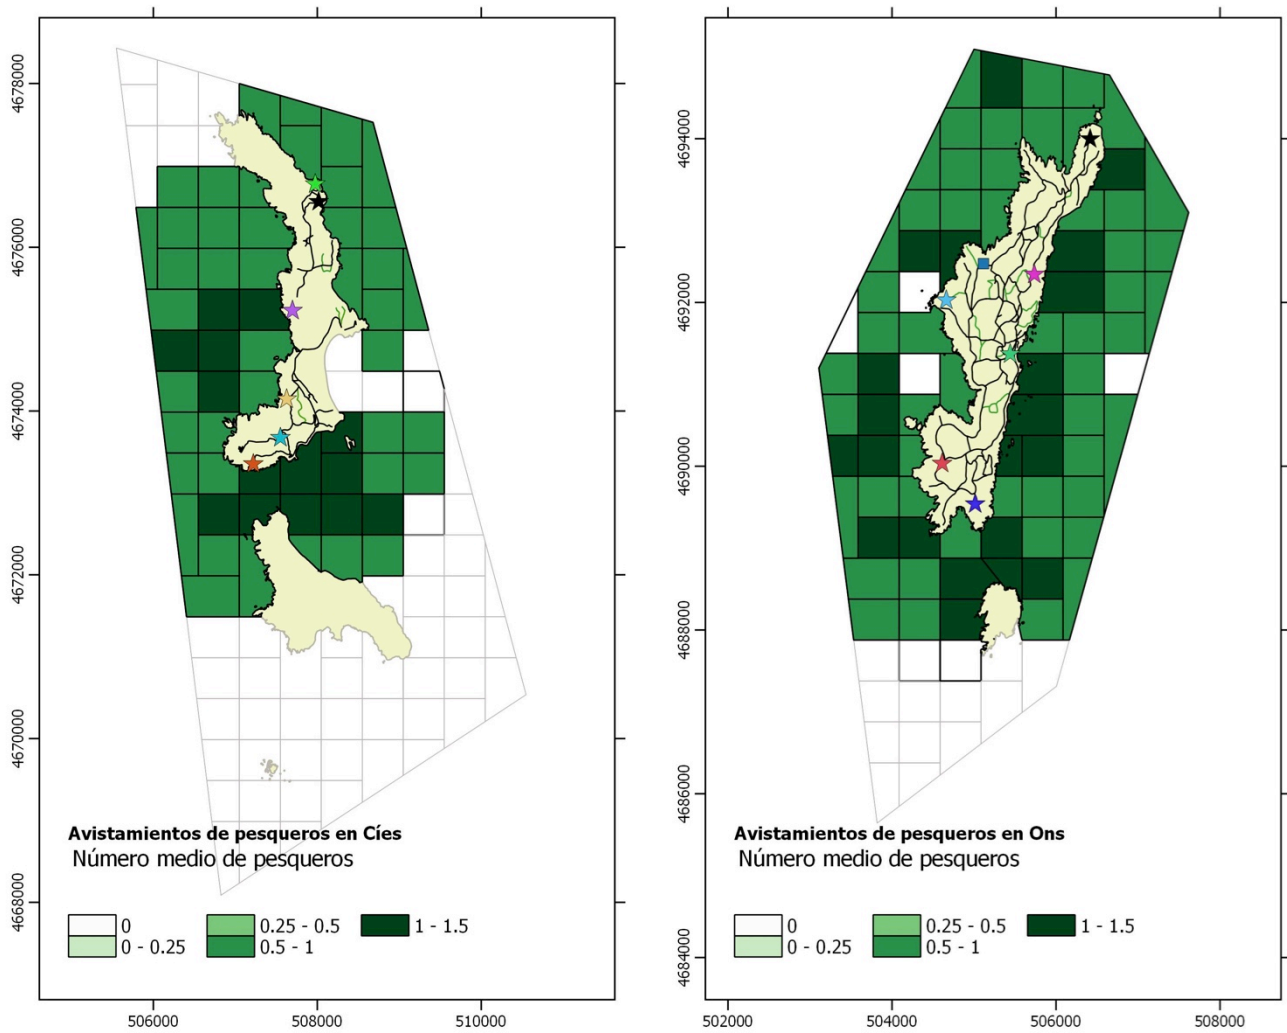 4678000
4676000
4674000
4672000
4670000
4668000
Avistamientos de pesqueros en Cíes
Número medio de pesqueros
0
0 - 0.25
0.25 - 0.5
0.5 - 1
1 - 1.5
506000
508000
510000
4694000
4692000
4690000
4688000
4686000
4684000
Avistamientos de pesqueros en Ons
Número medio de pesqueros
0
0 - 0.25
0.25 - 0.5
0.5 - 1
1 - 1.5
502000
504000
506000
508000